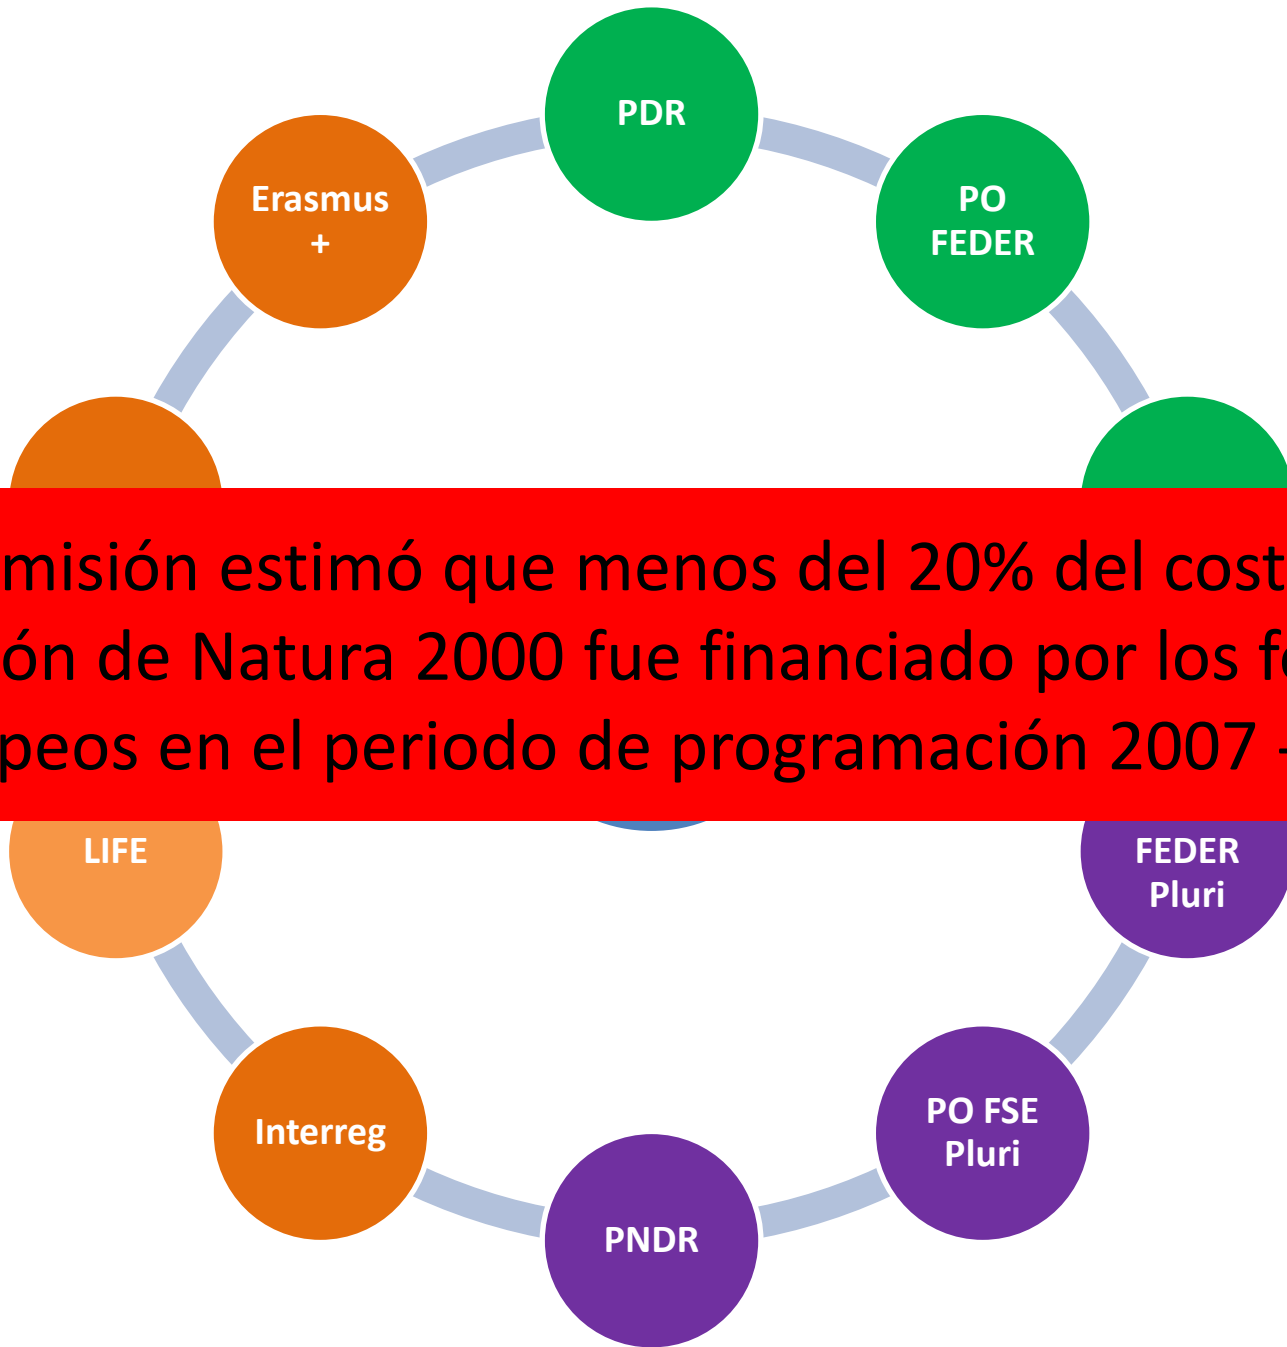 PDR
Erasmus
+
PO
FEDER
misión estimó que menos del 20% del cost
ón de Natura 2000 fue financiado por los
peos en el periodo de programación 2007 -
LIFE
FEDER
Pluri
PO FSE
Pluri
Interreg
PNDR